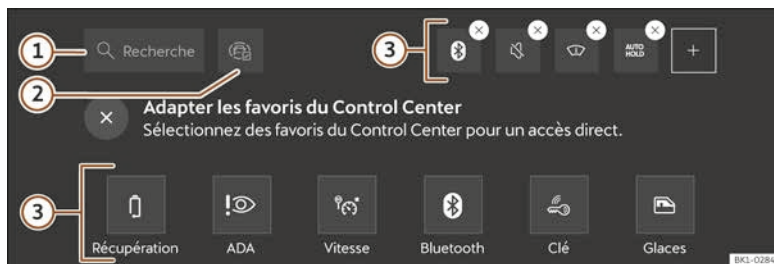 1
Recherche
2
3
AUTO HOLD
+
Adapter les favoris du Control Center
Sélectionnez des favoris du Control Center pour un accès direct.
3
Récupération ADA Vitesse Bluetooth Clé Glaces
BK1-0284